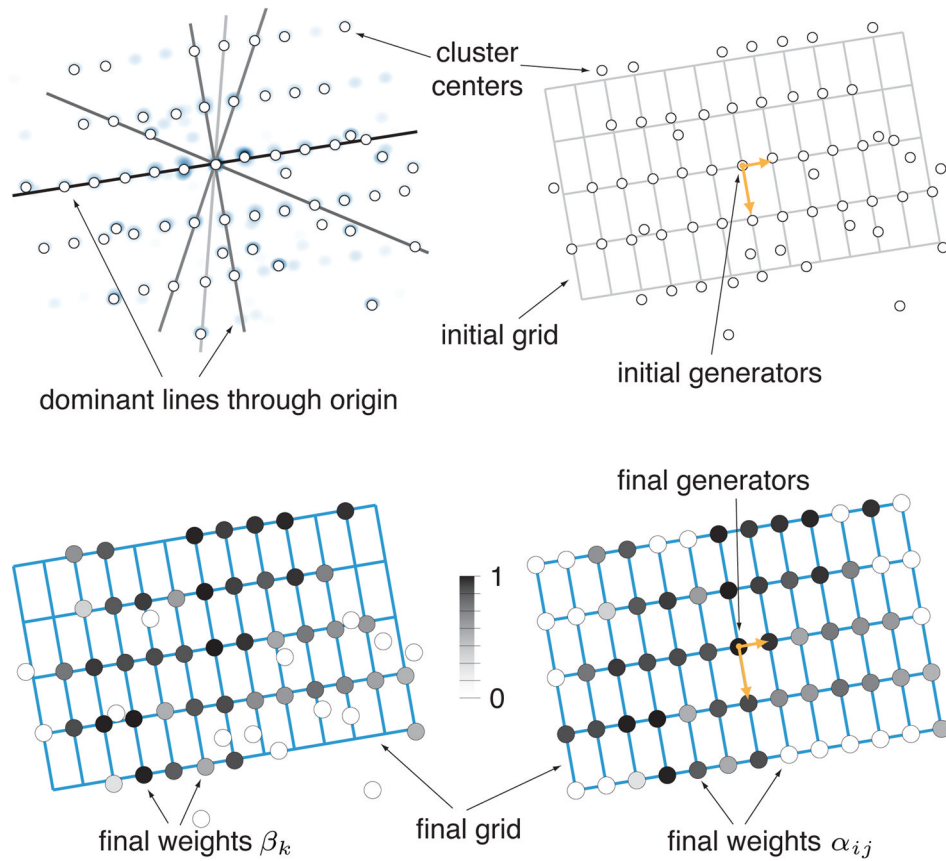 cluster
centers
initial grid
initial generators
dominant lines through origin
final generators
1
0
final weights βₖ
final grid
final weights αᵢⱼ